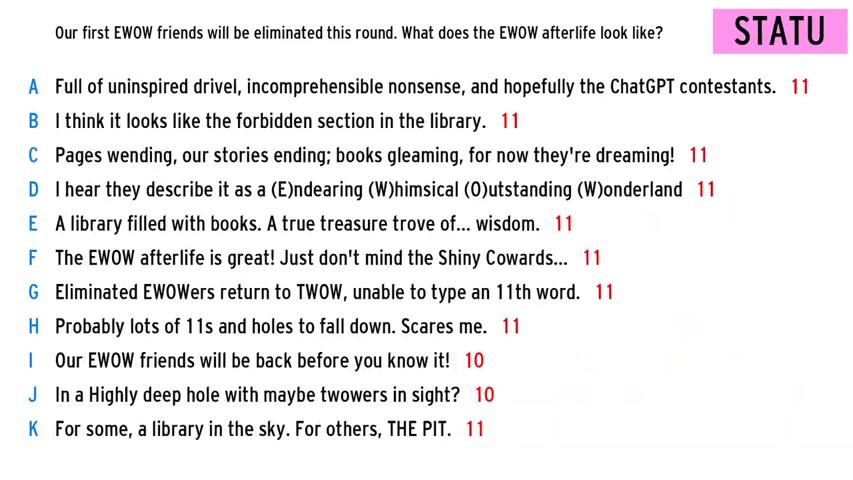 Our first EWOW friends will be eliminated this round. What does the EWOW afterlife look like?
STATU
A Full of uninspired drivel, incomprehensible nonsense, and hopefully the ChatGPT contestants. 11
B I think it looks like the forbidden section in the library. 11
C Pages wending, our stories ending; books gleaming, for now they're dreaming! 11
D I hear they describe it as a (E)ndearing (W)himsical (O)utstanding (W)onderland 11
E A library filled with books. A true treasure trove of... wisdom. 11
F The EWOW afterlife is great! Just don't mind the Shiny Cowards... 11
G Eliminated EWOWers return to TWOW, unable to type an 11th word. 11
H Probably lots of 11s and holes to fall down. Scares me. 11
I Our EWOW friends will be back before you know it! 10
J In a Highly deep hole with maybe twowers in sight? 10
K For some, a library in the sky. For others, THE PIT. 11